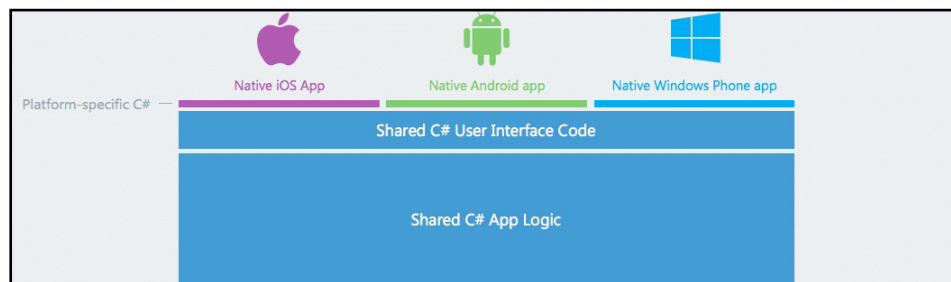 Native iOS App
Native Android app
Native Windows Phone app
Platform-specific C#
Shared C# User Interface Code
Shared C# App Logic